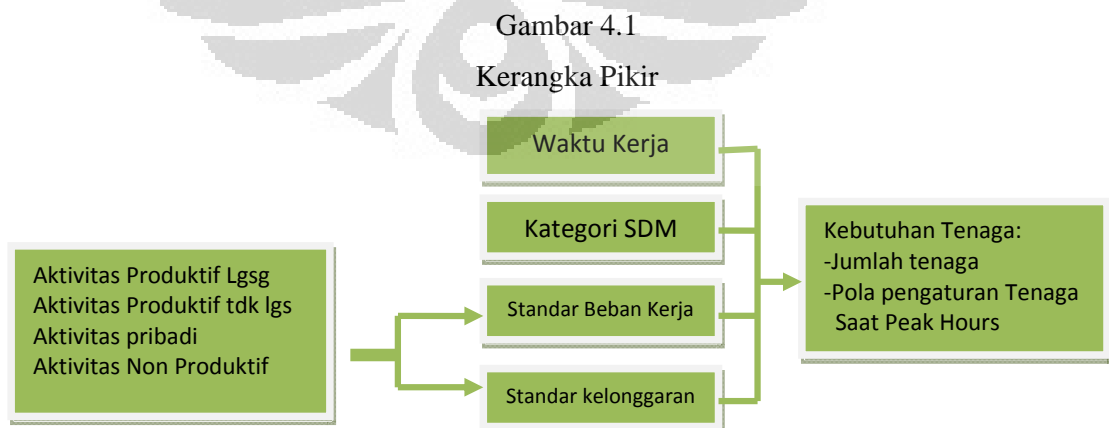 Gambar 4.1
Kerangka Pikir
Aktivitas Produktif Lgsg
Aktivitas Produktif tdk lgs
Aktivitas pribadi
Aktivitas Non Produktif
Waktu Kerja
Kategori SDM
Standar Beban Kerja
Standar kelonggaran
Kebutuhan Tenaga:
-Jumlah tenaga
-Pola pengaturan Tenaga
Saat Peak Hours